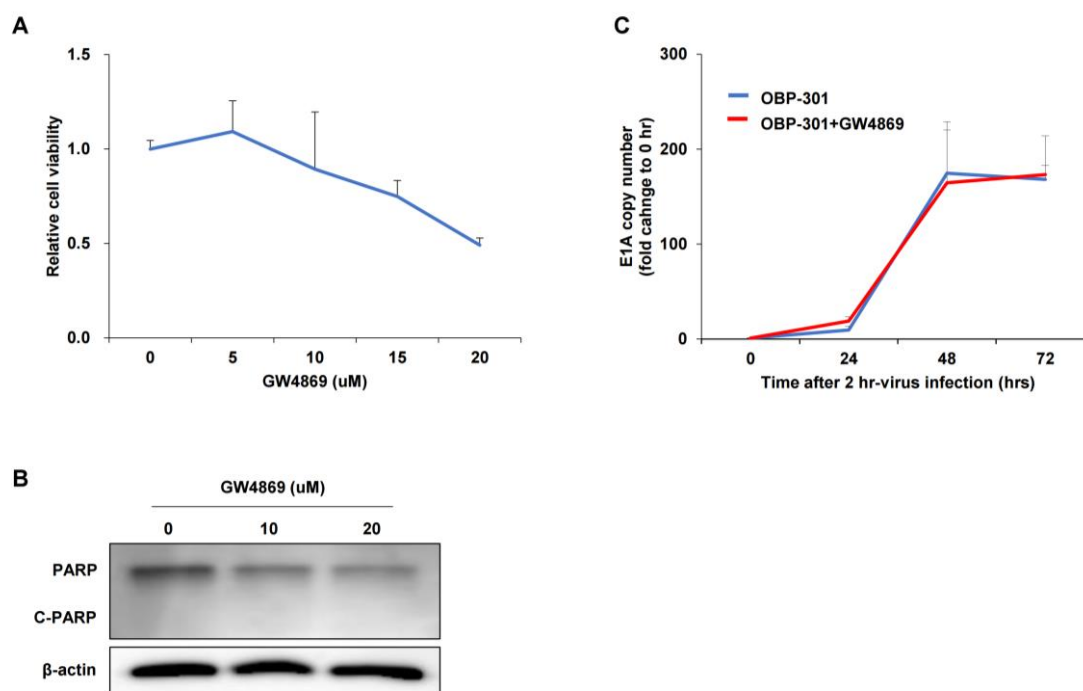 A
1.5
1.0
0.5
0.0
Relative cell viability
0 5 10 15 20
GW4869 (uM)
B
GW4869 (uM)
0 10 20
PARP
C-PARP
β-actin
C
300
200
100
0
E1A copy number
(fold cahnge to 0 hr)
OBP-301
OBP-301+GW4869
0 24 48 72
Time after 2 hr-virus infection (hrs)